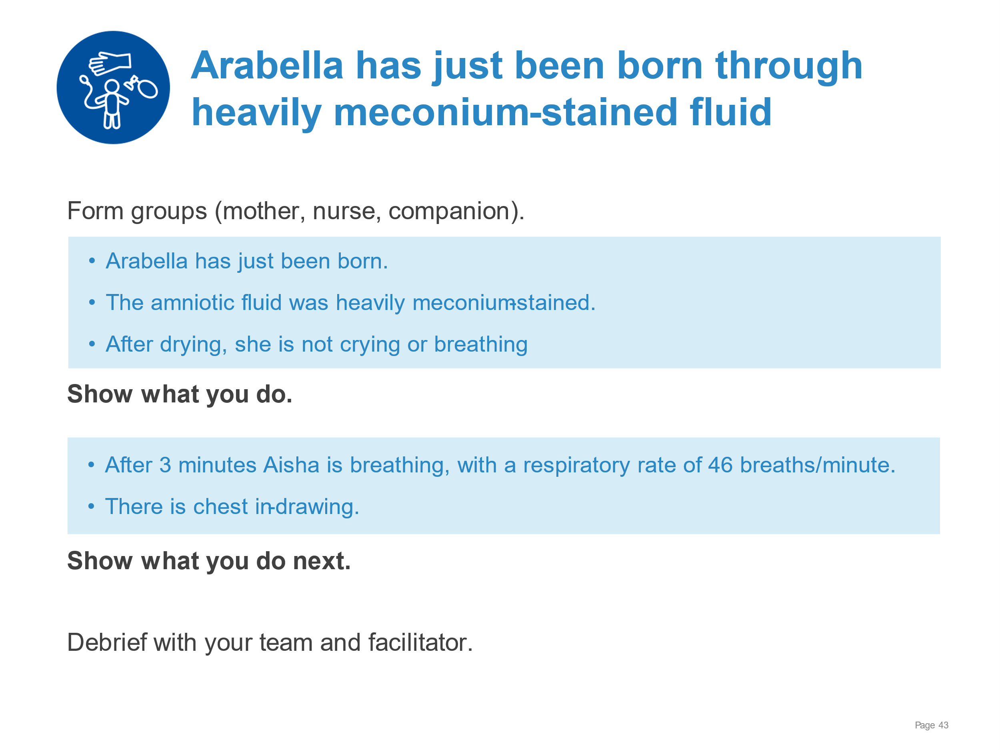 Arabella has just been born through
heavily meconium-stained fluid
Form groups (mother, nurse, companion).
• Arabella has just been born.
• The amniotic fluid was heavily meconium-stained.
• After drying, she is not crying or breathing
Show what you do.
• After 3 minutes Aisha is breathing, with a respiratory rate of 46 breaths/minute.
• There is chest in-drawing.
Show what you do next.
Debrief with your team and facilitator.
Page 43